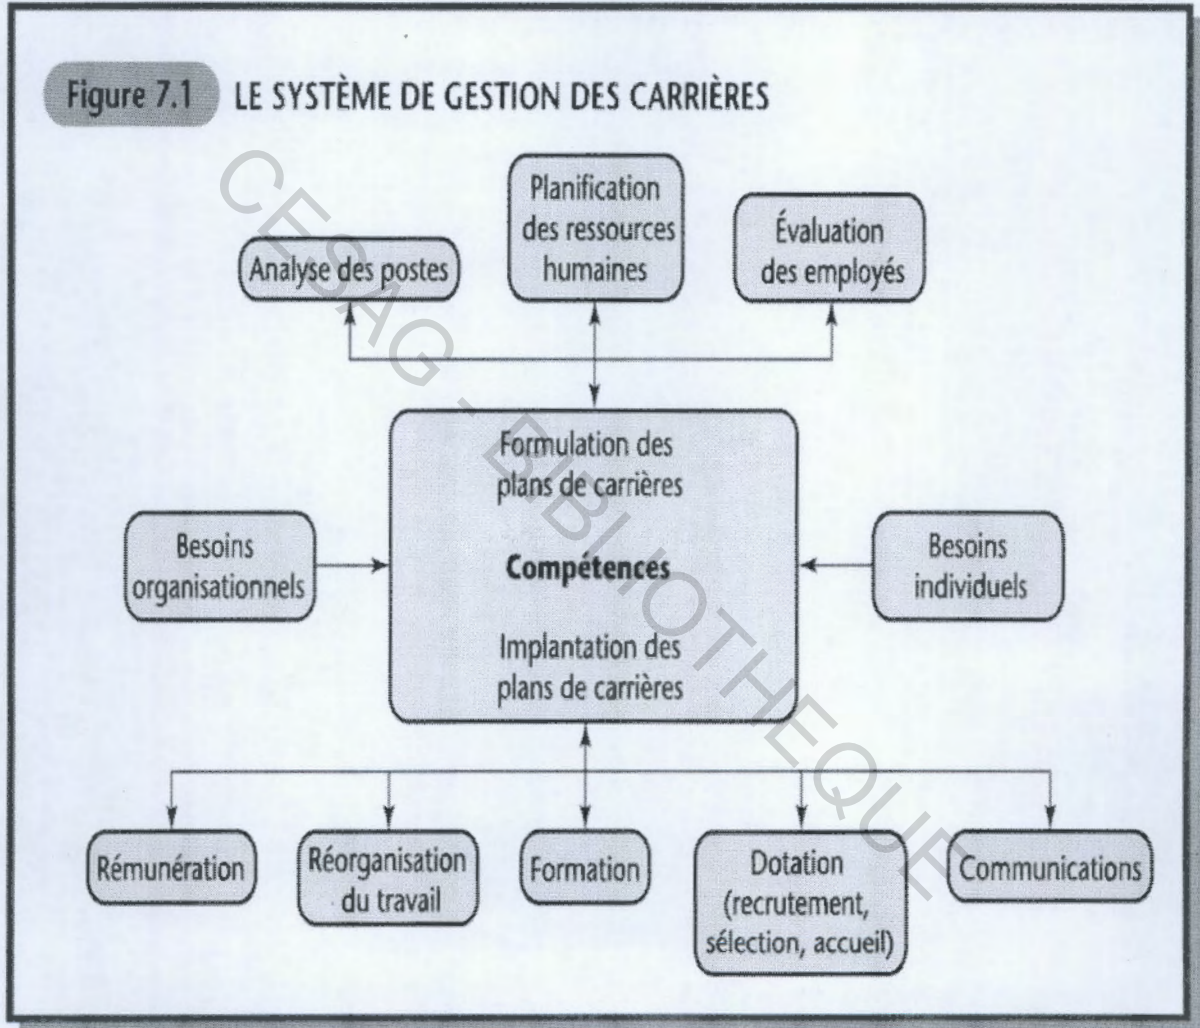 Figure 7.1 LE SYSTÈME DE GESTION DES CARRIÈRES
Analyse des postes
Planification
des ressources
humaines
Évaluation
des employés
Formulation des
plans de carrières
Compétences
Implantation des
plans de carrières
Besoins
organisationnels
Besoins
individuels
Rémunération
Réorganisation
du travail
Formation
Dotation
(recrutement,
sélection, accueil)
Communications
CESAG - BIBLIOTHEQUE